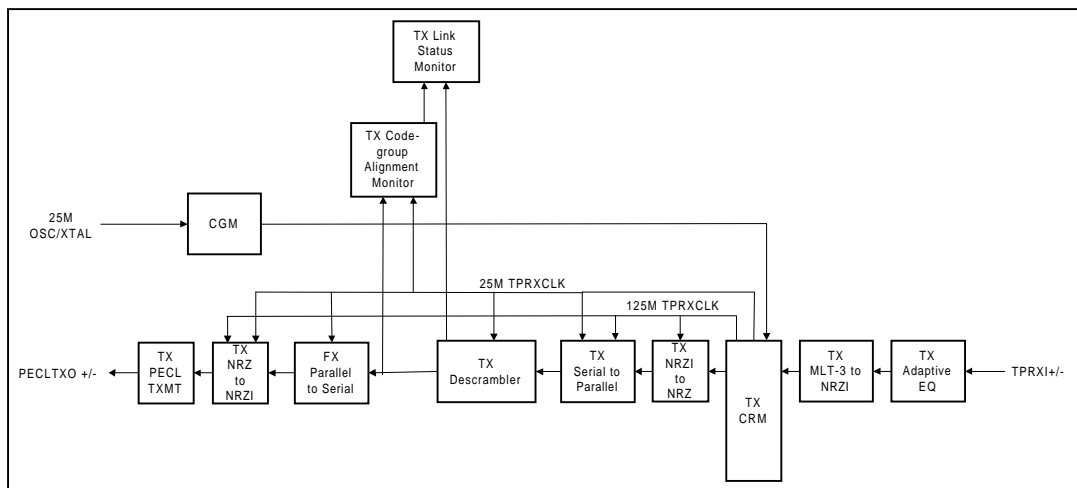 TX Link
Status
Monitor
TX Code-
group
Alignment
Monitor
25M
OSC/XTAL
CGM
25M TPRXCLK
125M TPRXCLK
PECLTXO +/-
TX
PECL
TXMT
TX
NRZ
to
NRZI
FX
Parallel
to Serial
TX
Descrambler
TX
Serial to
Parallel
TX
NRZI
to
NRZ
TX
CRM
TX
MLT-3 to
NRZI
TX
Adaptive
EQ
TPRXI+/-